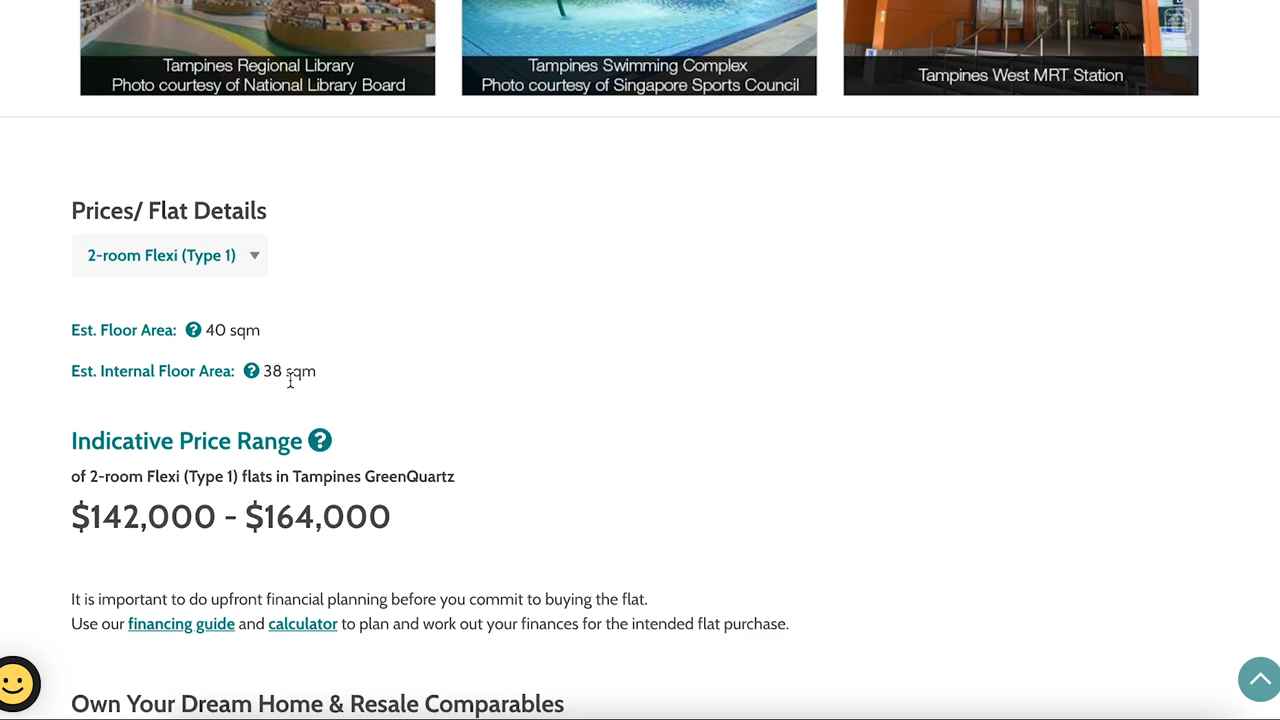 Tampines Regional Library
Photo courtesy of National Library Board
Tampines Swimming Complex
Photo courtesy of Singapore Sports Council
Tampines West MRT Station
Prices/ Flat Details
2-room Flexi (Type 1)
Est. Floor Area: ? 40 sqm
Est. Internal Floor Area: ? 38 sqm
Indicative Price Range ?
of 2-room Flexi (Type 1) flats in Tampines GreenQuartz
$142,000 - $164,000
It is important to do upfront financial planning before you commit to buying the flat.
Use our financing guide and calculator to plan and work out your finances for the intended flat purchase.
Own Your Dream Home & Resale Comparables